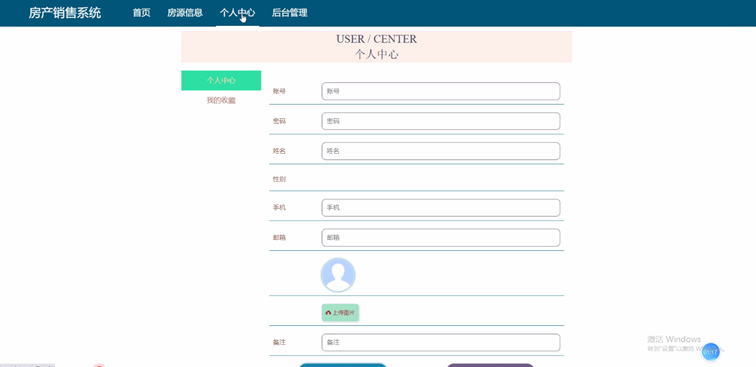 房产销售系统 首页 房源信息 个人中心 后台管理
USER / CENTER
个人中心
个人中心
我的收藏
账号 账号
密码 密码
姓名 姓名
性别
手机 手机
邮箱 邮箱
上传图片
备注 备注
激活 Windows
转到"设置"以激活 Windows。